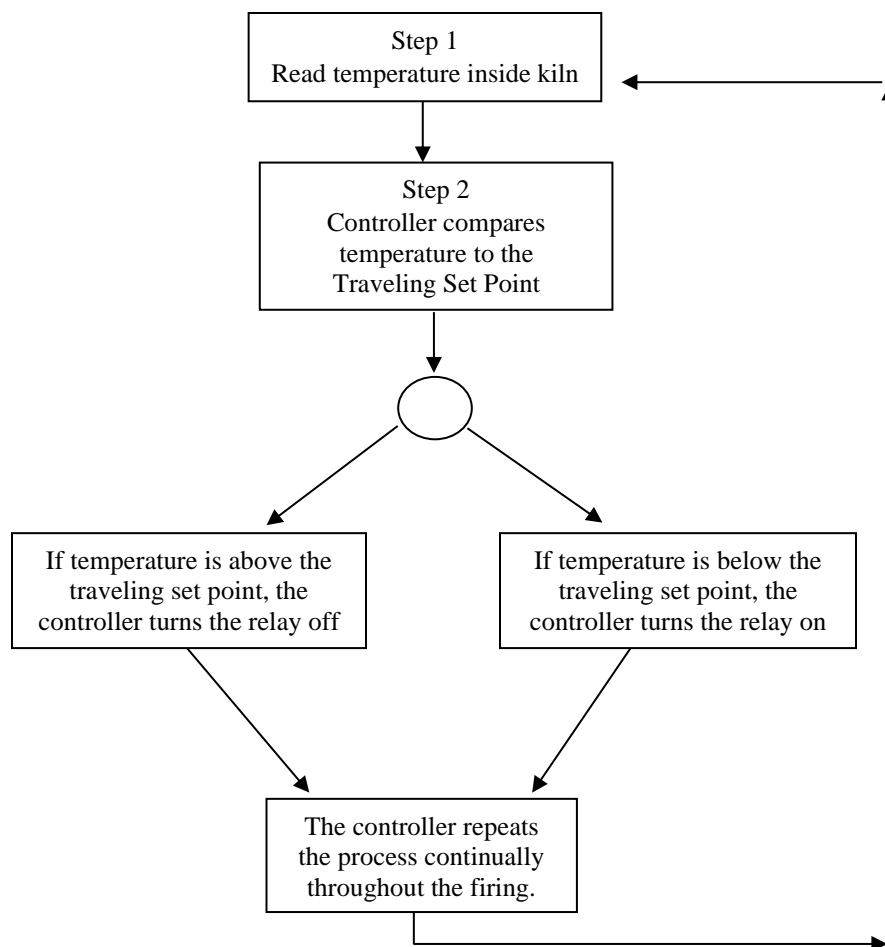 Step 1
Read temperature inside kiln
Step 2
Controller compares
temperature to the
Traveling Set Point
If temperature is above the
traveling set point, the
controller turns the relay off
If temperature is below the
traveling set point, the
controller turns the relay on
The controller repeats
the process continually
throughout the firing.